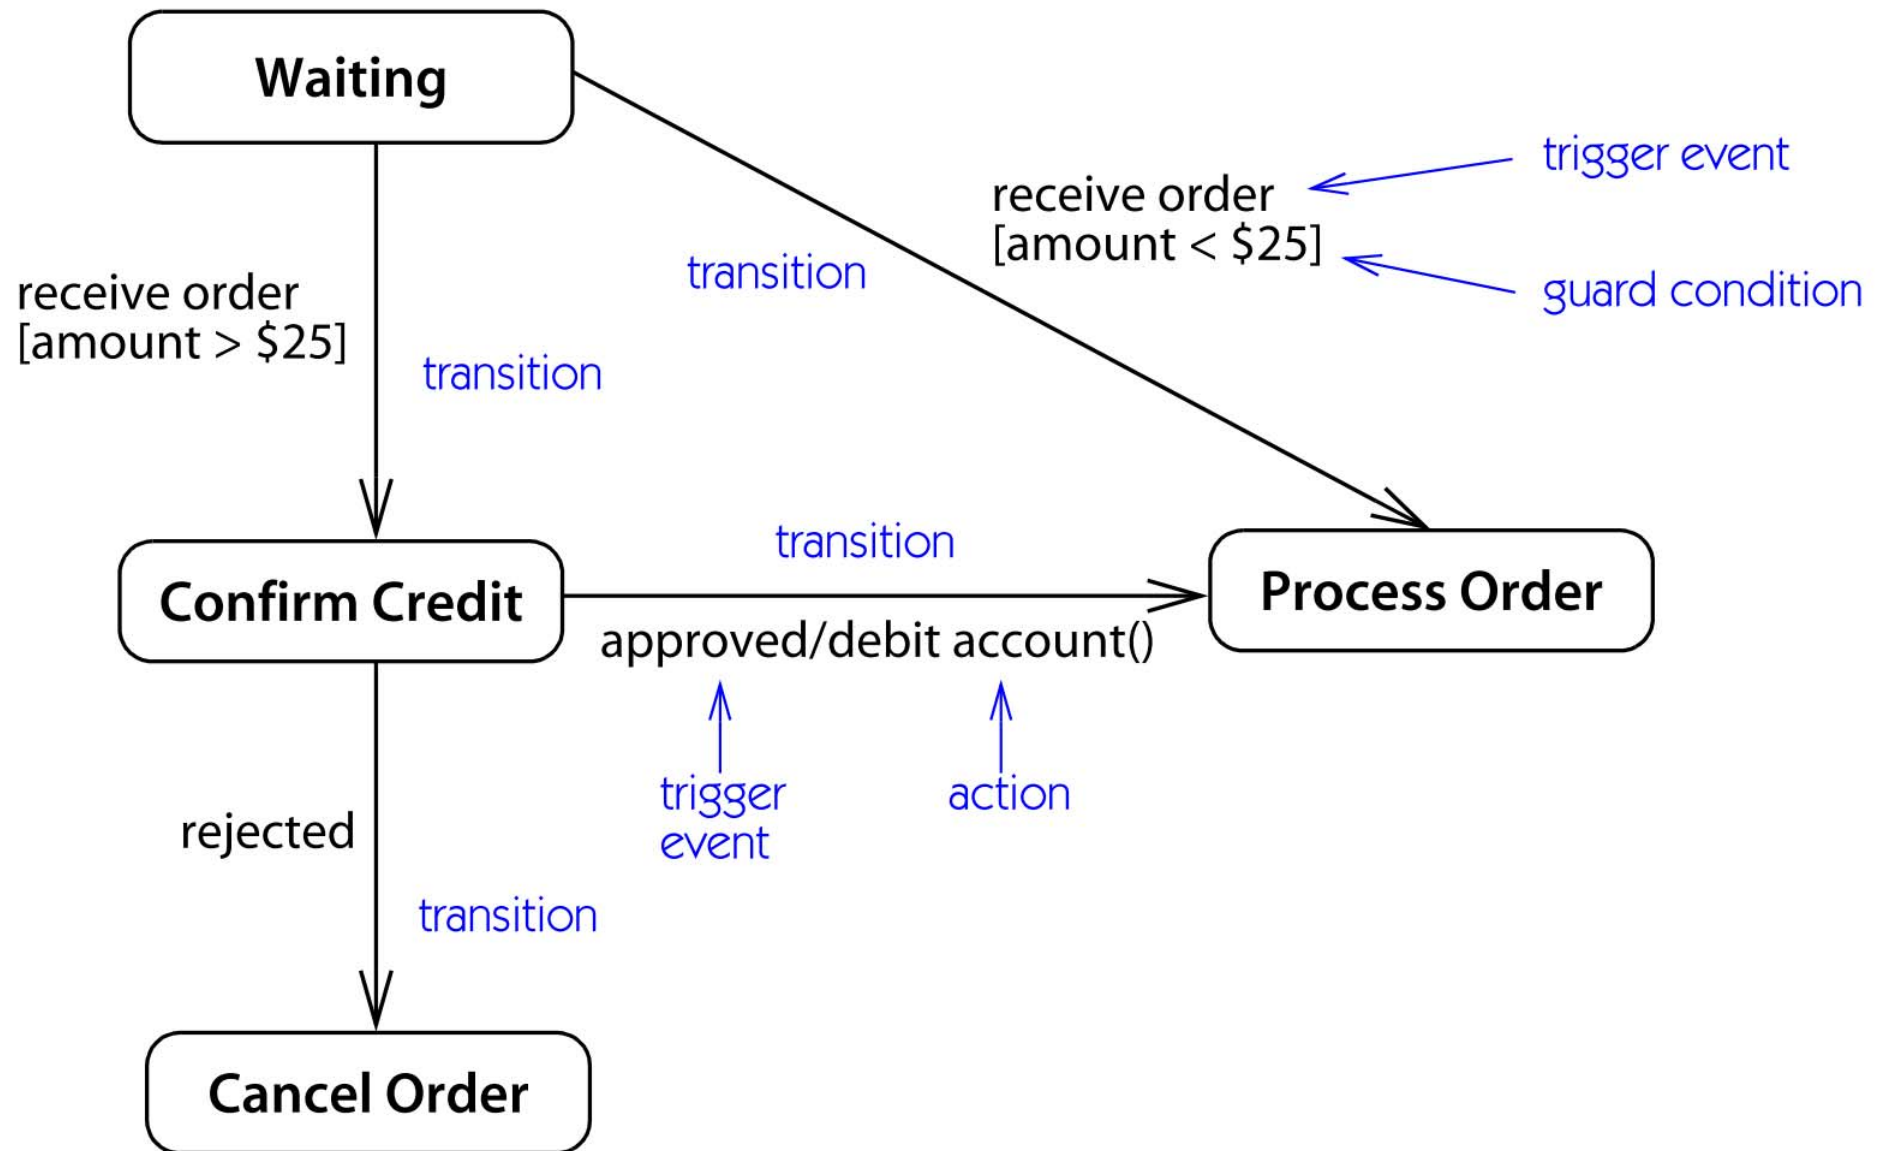 Waiting
trigger event
receive order
[amount < $25]
transition
guard condition
receive order
[amount > $25]
transition
transition
Confirm Credit
Process Order
approved/debit account()
trigger
event
action
rejected
transition
Cancel Order